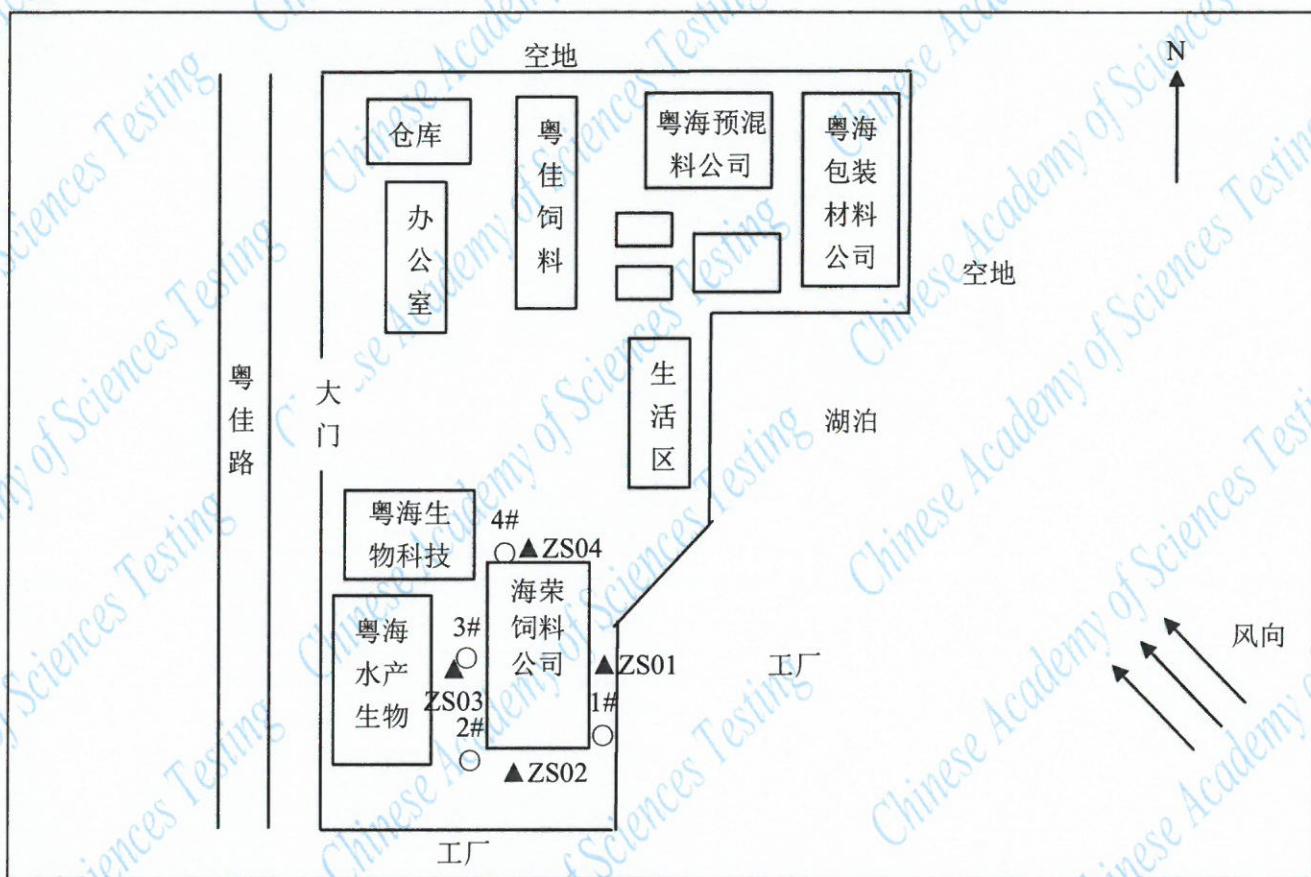 空地
N
仓库
粤
佳
饲
料
粤海预混
料公司
粤海
包装
材料
公司
办
公
室
空地
粤
佳
路
大
门
生
活
区
湖泊
粤海生
物科技
4#
ZS04
海荣
饲料
公司
粤海
水产
生物
3#
ZS03
ZS01
工厂
风向
1#
2#
ZS02
工厂
Chinese Academy of Sciences Testing